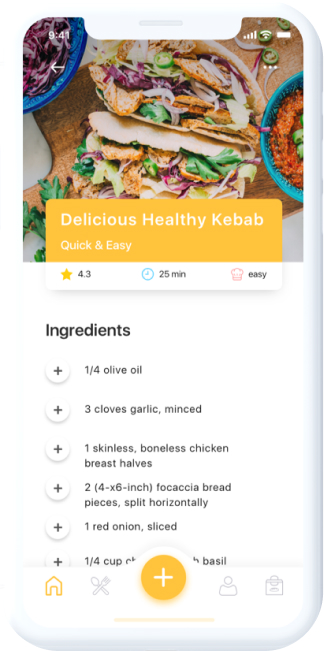 9:41
Delicious Healthy Kebab
Quick & Easy
4.3
25 min
easy
Ingredients
1/4 olive oil
3 cloves garlic, minced
1 skinless, boneless chicken
breast halves
2 (4-x6-inch) focaccia bread
pieces, split horizontally
1 red onion, sliced
1/4 cup basil